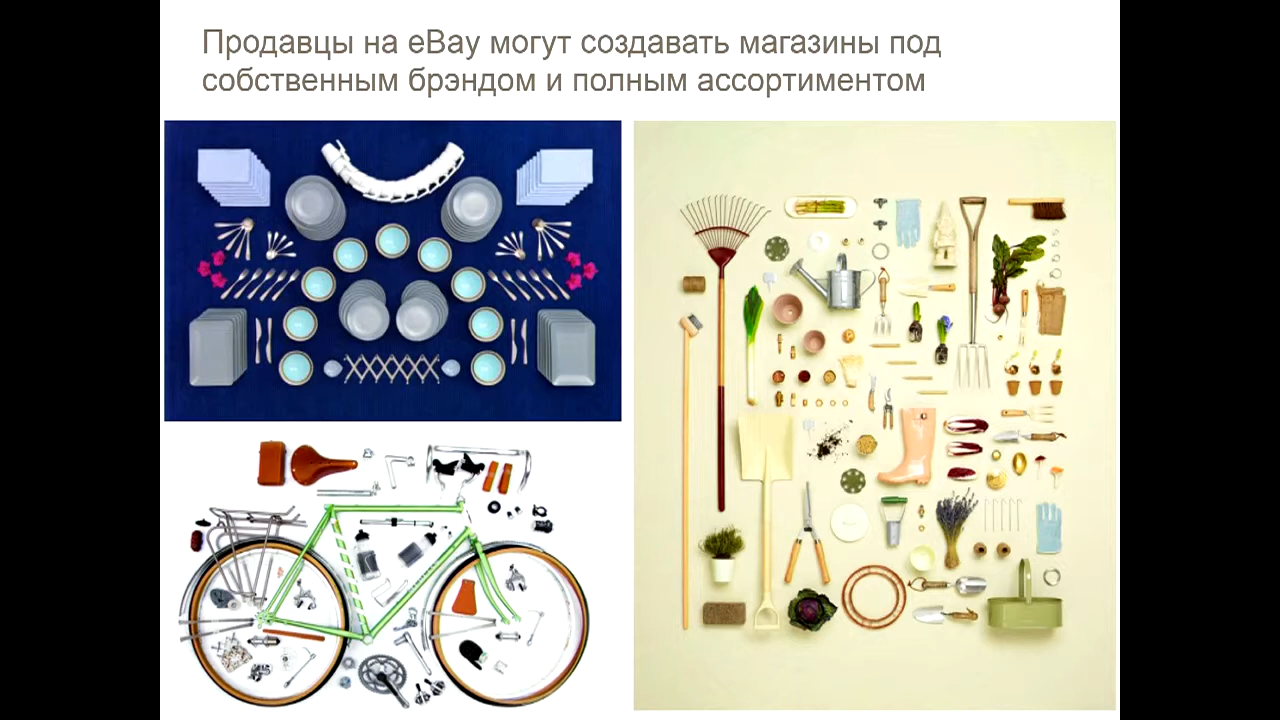 Продавцы на eBay могут создавать магазины под
собственным брэндом и полным ассортиментом